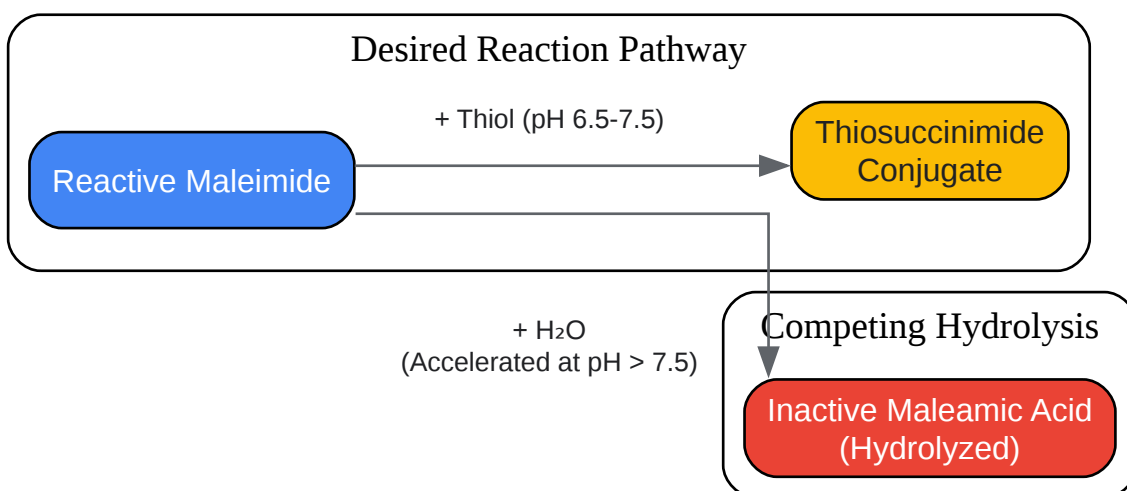 Desired Reaction Pathway
+ Thiol (pH 6.5-7.5)
Reactive Maleimide
Thiosuccinimide
Conjugate
+ H₂O
(Accelerated at pH > 7.5)
Competing Hydrolysis
Inactive Maleamic Acid
(Hydrolyzed)